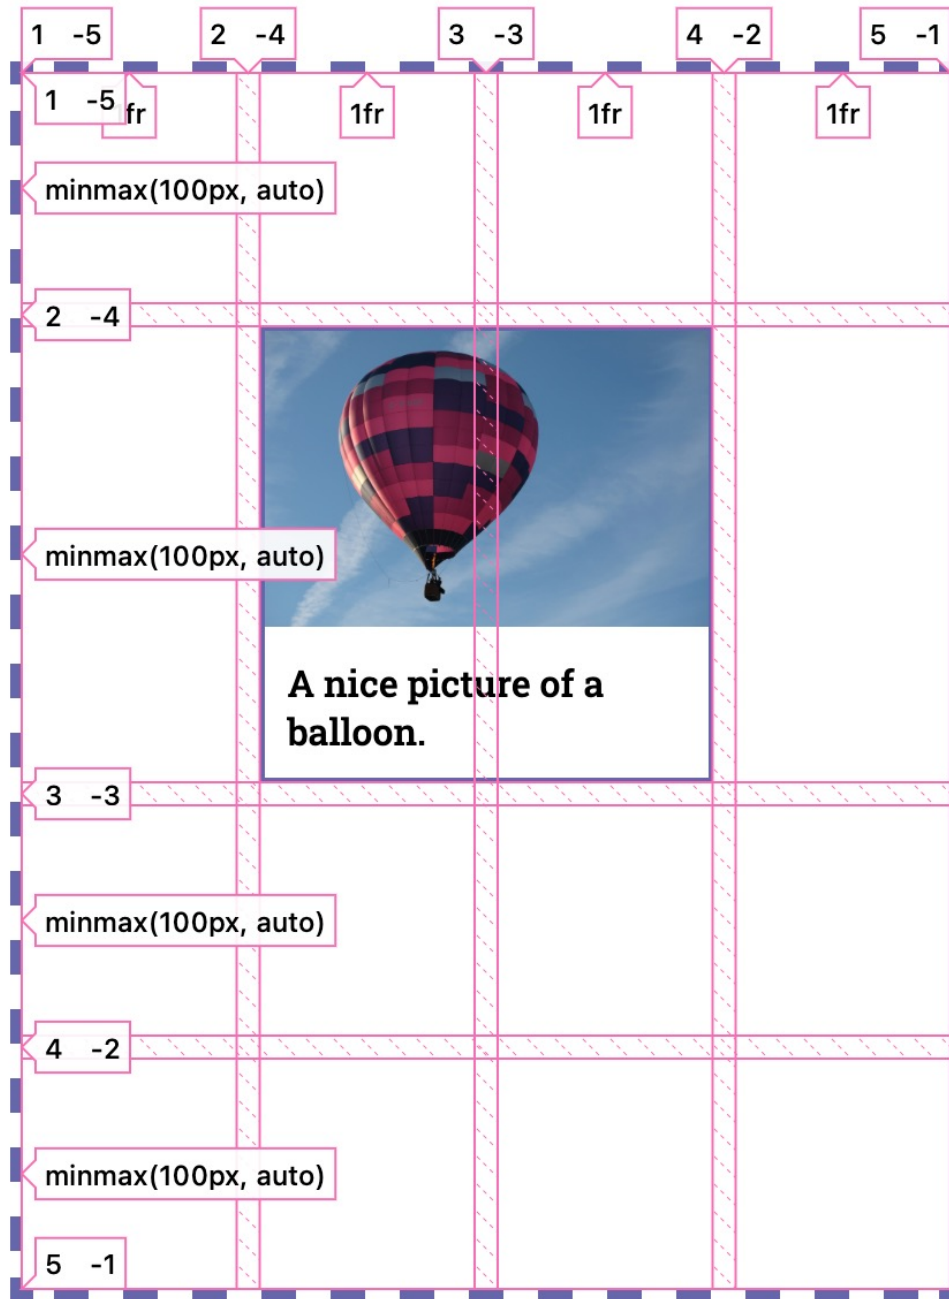 1 -5
2 -4
3 -3
4 -2
5 -1
1 -5
1fr
1fr
1fr
1fr
minmax(100px, auto)
2 -4
minmax(100px, auto)
A nice picture of a
balloon.
3 -3
minmax(100px, auto)
4 -2
minmax(100px, auto)
5 -1